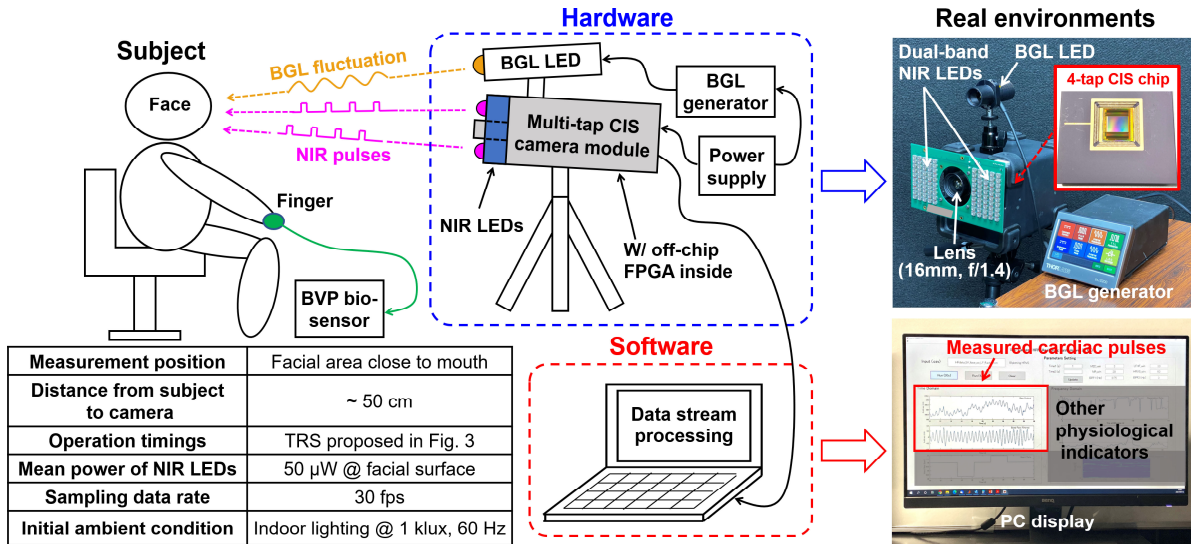 Hardware
Real environments
Subject
BGL fluctuation
NIR pulses
Face
Finger
BVP bio-
sensor
BGL LED
BGL
generator
Multi-tap CIS
camera module
Power
supply
NIR LEDs
W/ off-chip
FPGA inside
Dual-band
NIR LEDs
BGL LED
4-tap CIS chip
Lens
(16mm, f/1.4)
THORLABS
BGL generator
Measurement position
Facial area close to mouth
Distance from subject
to camera
~ 50 cm
Operation timings
TRS proposed in Fig. 3
Mean power of NIR LEDs
50 µW @ facial surface
Sampling data rate
30 fps
Initial ambient condition
Indoor lighting @ 1 klux, 60 Hz
Software
Data stream
processing
Measured cardiac pulses
Other
physiological
indicators
BENQ
PC display